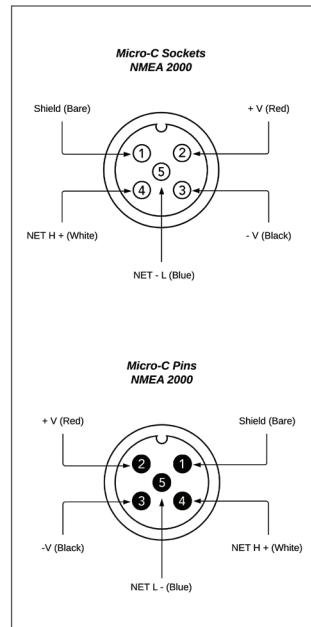 Micro-C Sockets
NMEA 2000
Shield (Bare)
+ V (Red)
1
2
5
4
3
NET H + (White)
- V (Black)
NET - L (Blue)
Micro-C Pins
NMEA 2000
+ V (Red)
Shield (Bare)
2
1
5
3
4
-V (Black)
NET H + (White)
NET L - (Blue)